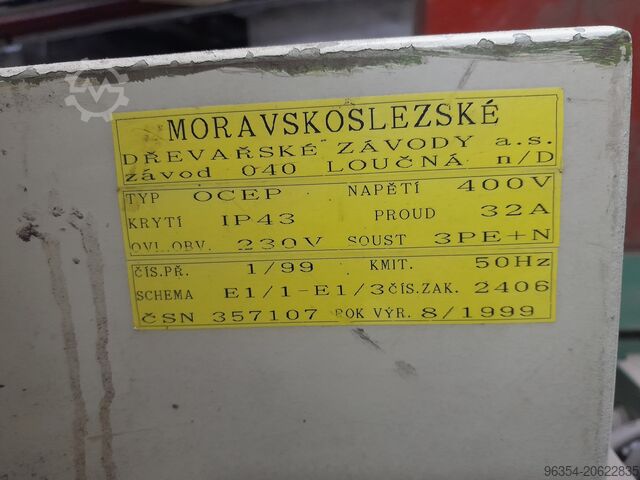 MORAVSKOSLEZSKÉ
DŘEVAŘSKÉ ZÁVODY a.s.
závod 040 LOUČNÁ n/D
TYP OCEP NAPĚTÍ 400V
KRYTÍ IP43 PROUD 32A
OVL.OBV. 230V SOUST 3PE+N
ČÍS.PŘ. 1/99 KMIT. 50Hz
SCHEMA E1/1-E1/3 ČÍS.ZAK. 2406
ČSN 357107 ROK VÝR. 8/1999
96354-20622835